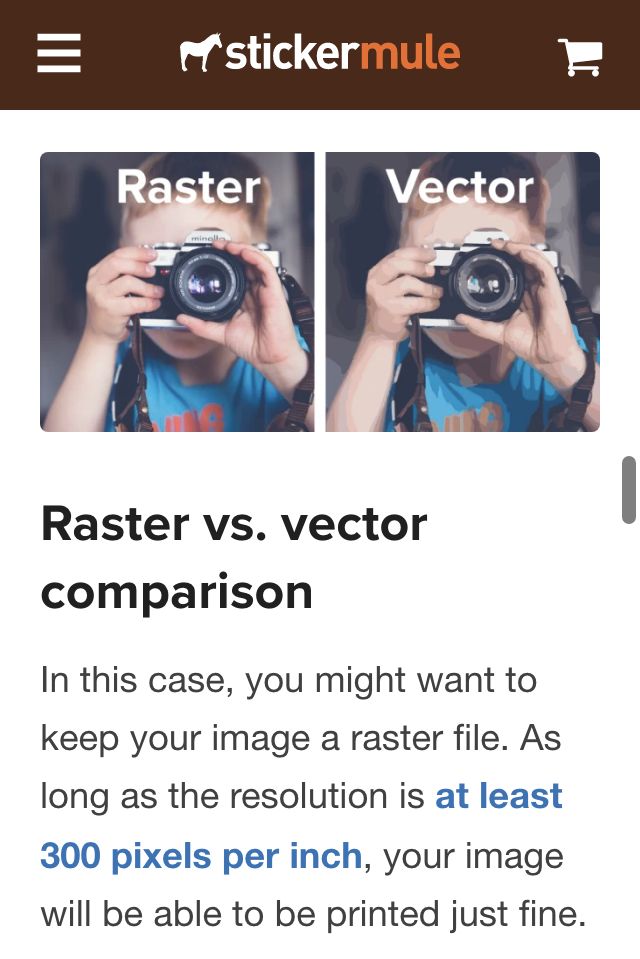 stickermule
Raster
Vector
minolta
Raster vs. vector
comparison
In this case, you might want to
keep your image a raster file. As
long as the resolution is at least
300 pixels per inch, your image
will be able to be printed just fine.